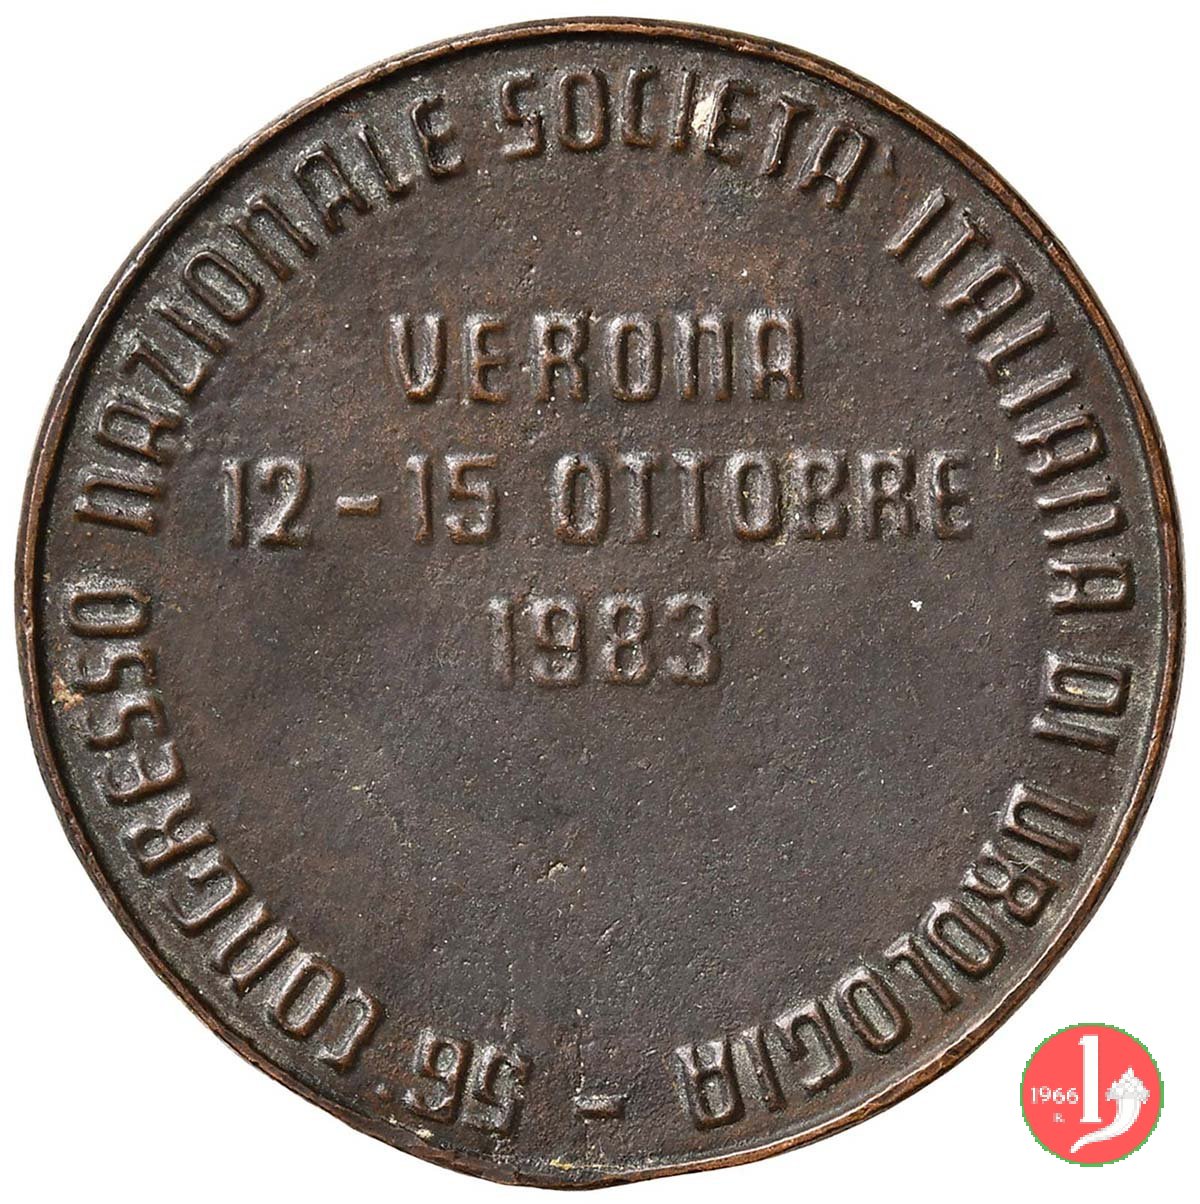 56° CONGRESSO NAZIONALE SOCIETA' ITALIANA DI UROLOGIA -
VERONA
12-15 OTTOBRE
1983
1966
R.